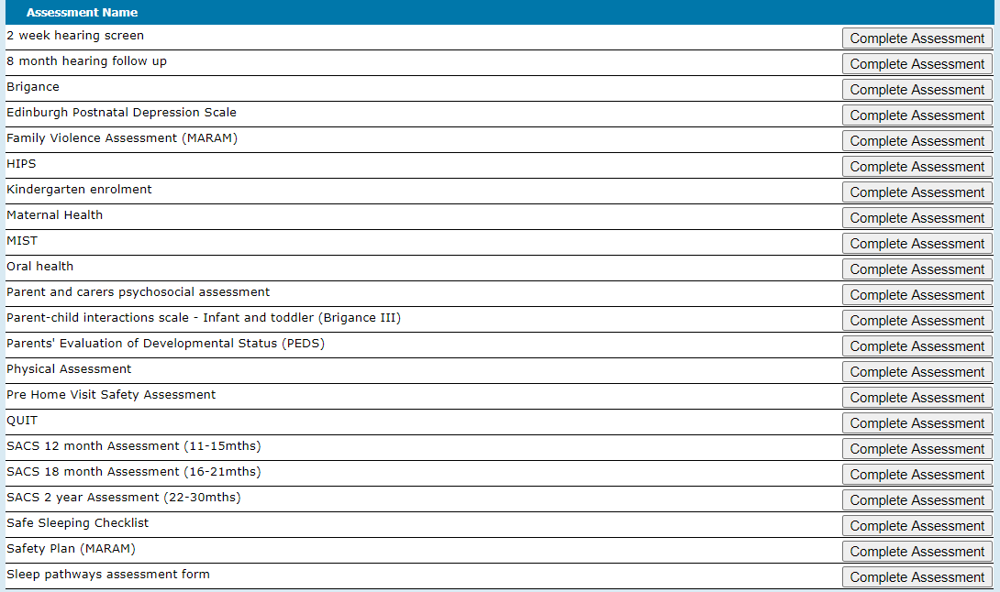 Assessment Name
2 week hearing screen Complete Assessment
8 month hearing follow up Complete Assessment
Brigance Complete Assessment
Edinburgh Postnatal Depression Scale Complete Assessment
Family Violence Assessment (MARAM) Complete Assessment
HIPS Complete Assessment
Kindergarten enrolment Complete Assessment
Maternal Health Complete Assessment
MIST Complete Assessment
Oral health Complete Assessment
Parent and carers psychosocial assessment Complete Assessment
Parent-child interactions scale - Infant and toddler (Brigance III) Complete Assessment
Parents' Evaluation of Developmental Status (PEDS) Complete Assessment
Physical Assessment Complete Assessment
Pre Home Visit Safety Assessment Complete Assessment
QUIT Complete Assessment
SACS 12 month Assessment (11-15mths) Complete Assessment
SACS 18 month Assessment (16-21mths) Complete Assessment
SACS 2 year Assessment (22-30mths) Complete Assessment
Safe Sleeping Checklist Complete Assessment
Safety Plan (MARAM) Complete Assessment
Sleep pathways assessment form Complete Assessment